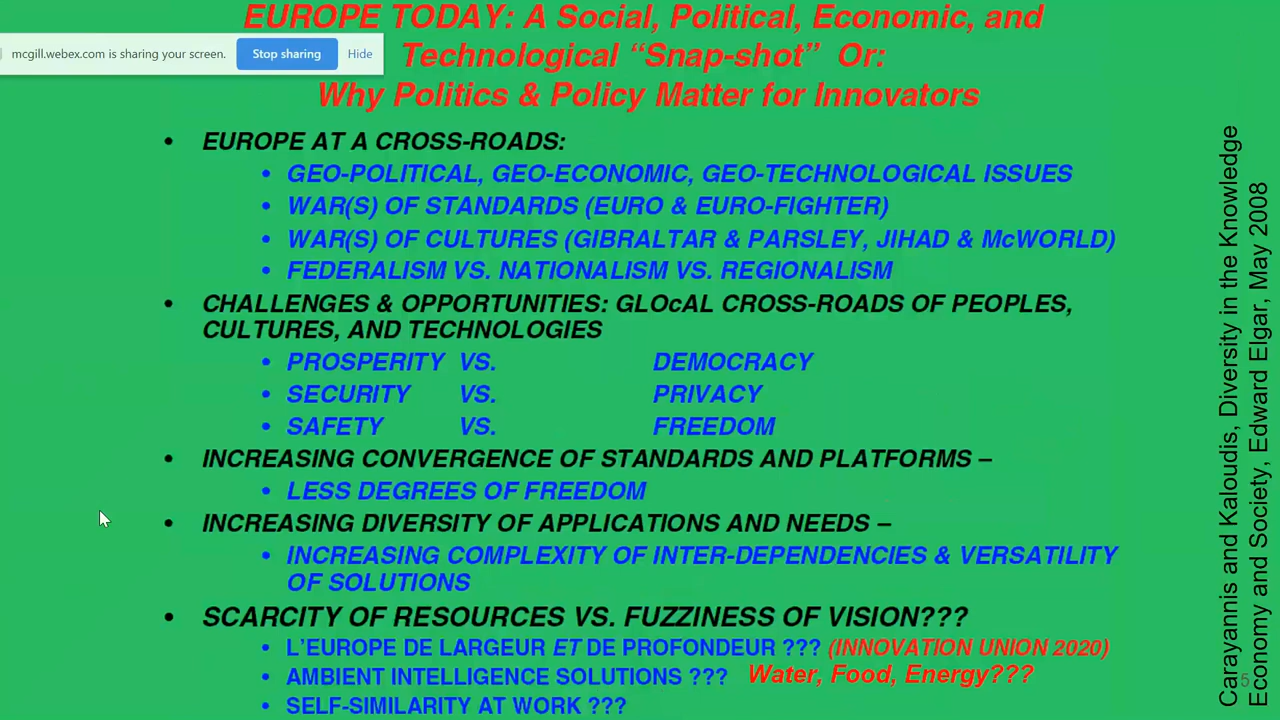 EUROPE TODAY: A Social, Political, Economic, and
mcgill.webex.com is sharing your screen. Stop sharing Hide
Technological “Snap-shot” Or:
Why Politics & Policy Matter for Innovators
• EUROPE AT A CROSS-ROADS:
• GEO-POLITICAL, GEO-ECONOMIC, GEO-TECHNOLOGICAL ISSUES
• WAR(S) OF STANDARDS (EURO & EURO-FIGHTER)
• WAR(S) OF CULTURES (GIBRALTAR & PARSLEY, JIHAD & McWORLD)
• FEDERALISM VS. NATIONALISM VS. REGIONALISM
• CHALLENGES & OPPORTUNITIES: GLOcAL CROSS-ROADS OF PEOPLES,
CULTURES, AND TECHNOLOGIES
• PROSPERITY VS. DEMOCRACY
• SECURITY VS. PRIVACY
• SAFETY VS. FREEDOM
• INCREASING CONVERGENCE OF STANDARDS AND PLATFORMS –
• LESS DEGREES OF FREEDOM
• INCREASING DIVERSITY OF APPLICATIONS AND NEEDS –
• INCREASING COMPLEXITY OF INTER-DEPENDENCIES & VERSATILITY
OF SOLUTIONS
• SCARCITY OF RESOURCES VS. FUZZINESS OF VISION???
• L’EUROPE DE LARGEUR ET DE PROFONDEUR ??? (INNOVATION UNION 2020)
• AMBIENT INTELLIGENCE SOLUTIONS ??? Water, Food, Energy???
• SELF-SIMILARITY AT WORK ???
Carayannis and Kaloudis, Diversity in the Knowledge
Economy and Society, Edward Elgar, May 2008
5